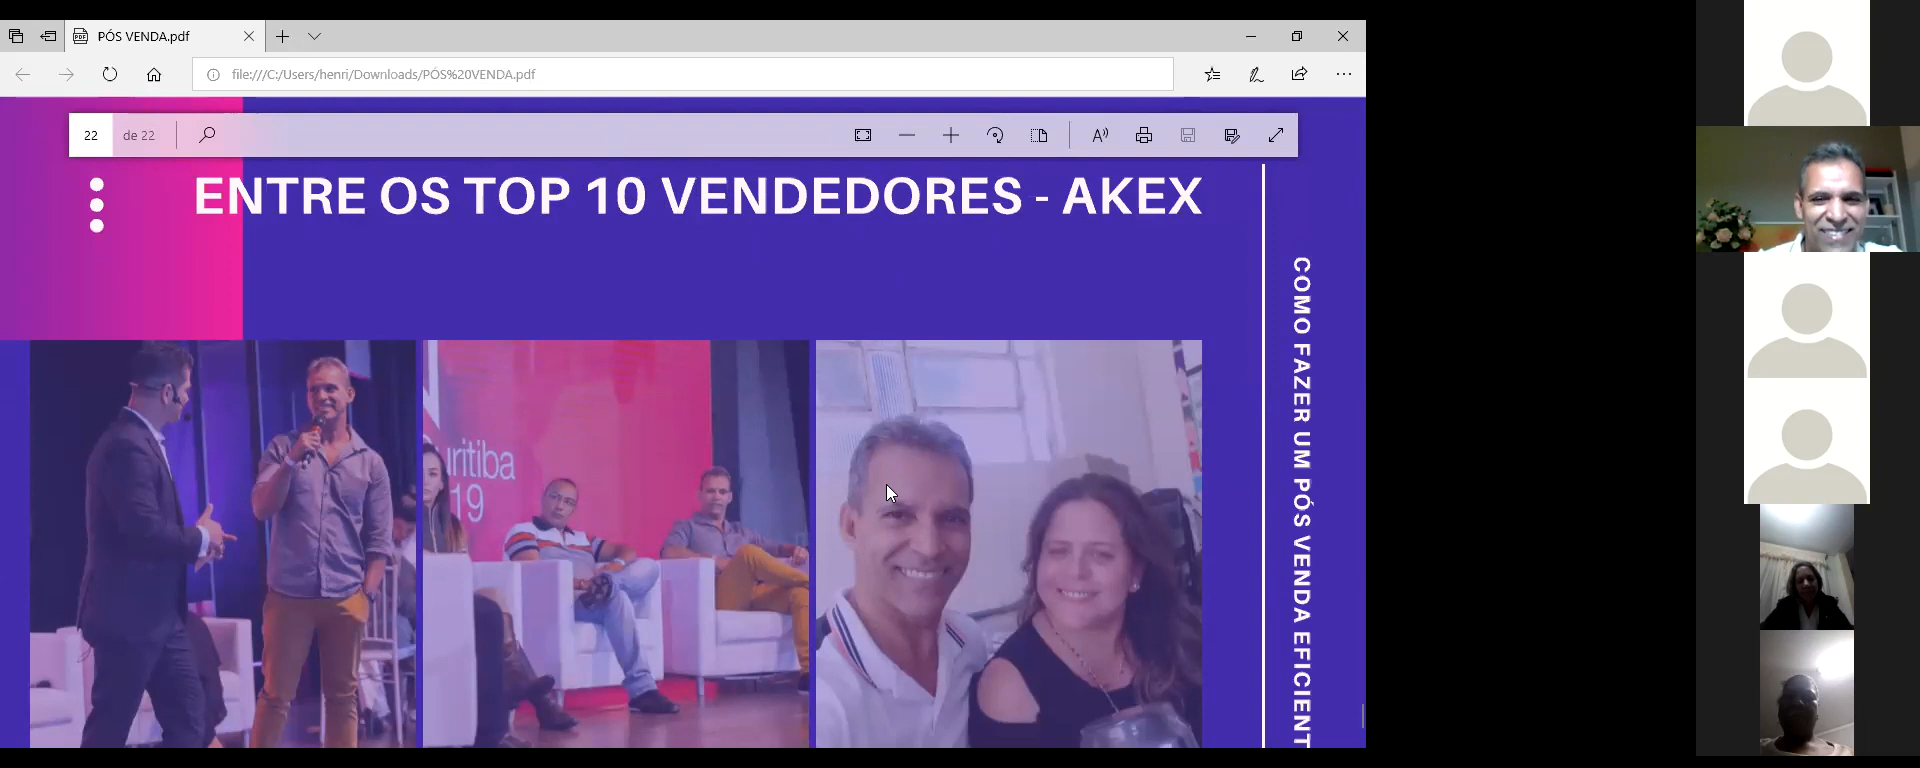 PÓS VENDA.pdf
file:///C:/Users/henri/Downloads/PÓS%20VENDA.pdf
22 de 22
ENTRE OS TOP 10 VENDEDORES - AKEX
uritiba
19
COMO FAZER UM PÓS VENDA EFICIENT